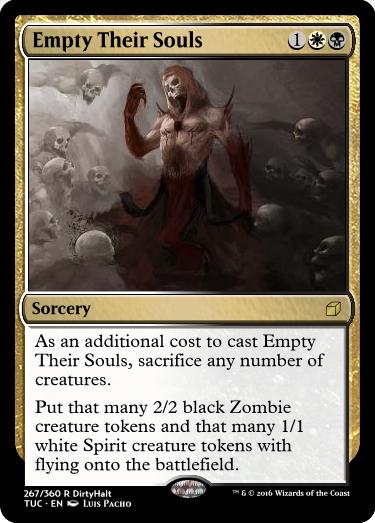 Empty Their Souls 1
Sorcery
As an additional cost to cast Empty
Their Souls, sacrifice any number of
creatures.
Put that many 2/2 black Zombie
creature tokens and that many 1/1
white Spirit creature tokens with
flying onto the battlefield.
267/360 R DirtyHalt
TUC • EN Luis Pacho
™ & © 2016 Wizards of the Coast